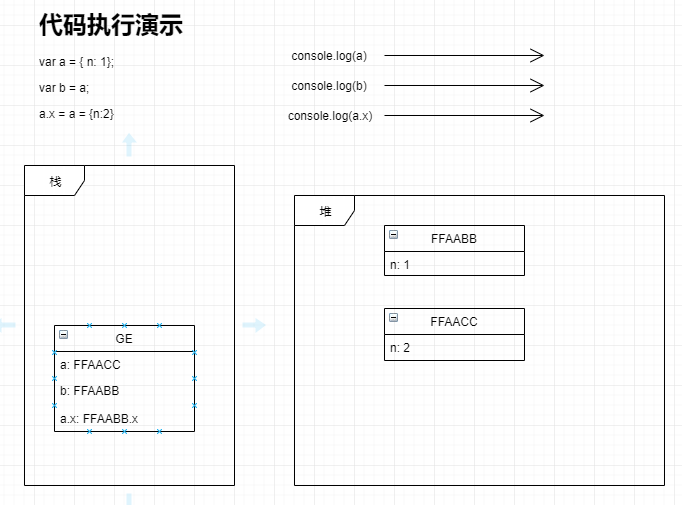 代码执行演示
var a = { n: 1};
var b = a;
a.x = a = {n:2}
console.log(a)
console.log(b)
console.log(a.x)
栈
GE
a: FFAACC
b: FFAABB
a.x: FFAABB.x
堆
FFAABB
n: 1
FFAACC
n: 2